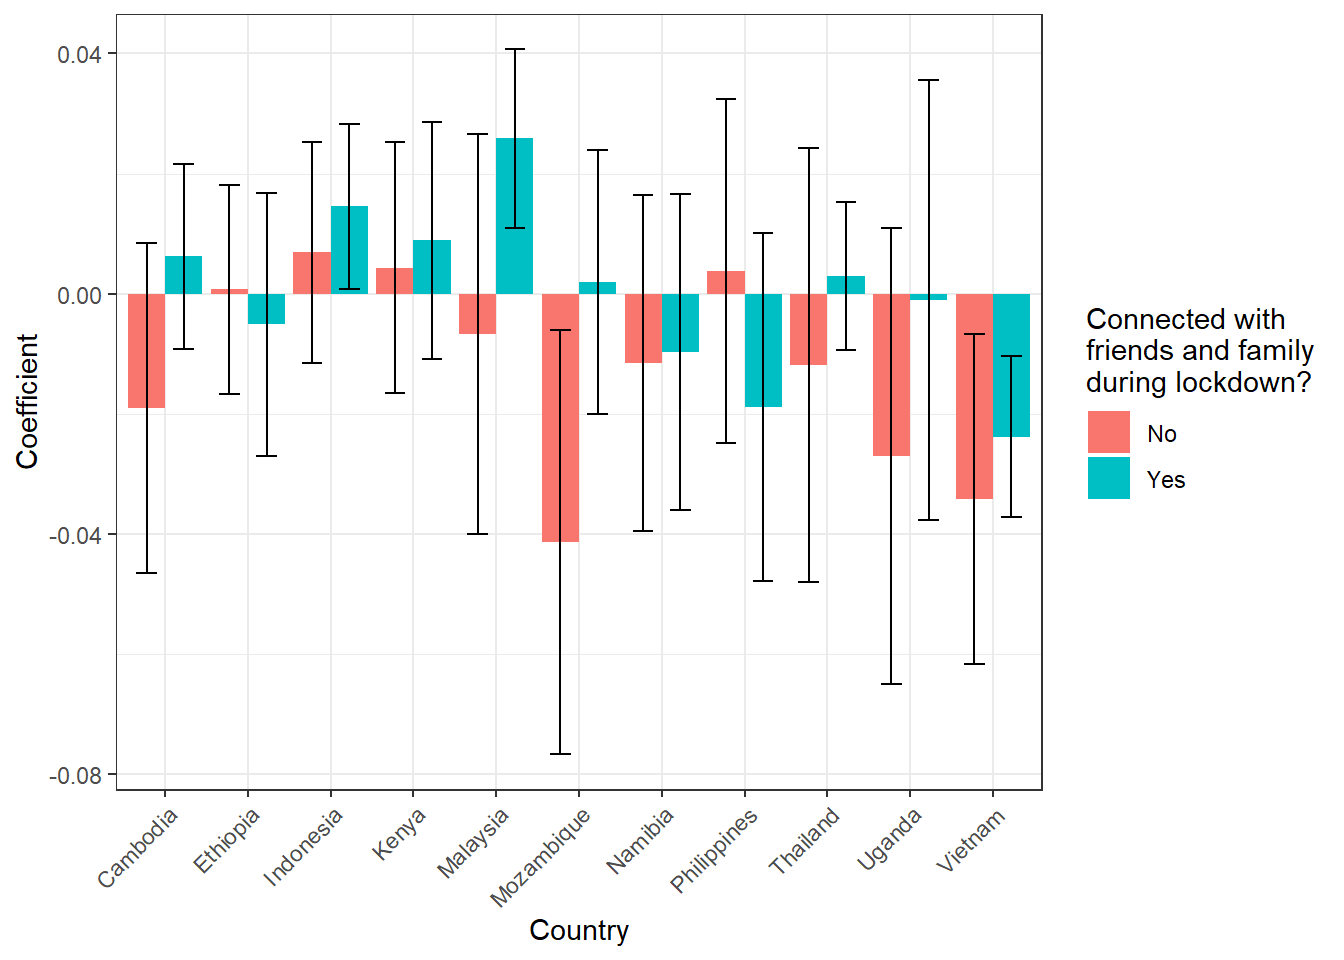 0.04
0.00
-0.04
-0.08
Coefficient
Cambodia
Ethiopia
Indonesia
Kenya
Malaysia
Mozambique
Namibia
Philippines
Thailand
Uganda
Vietnam
Country
Connected with
friends and family
during lockdown?
No
Yes